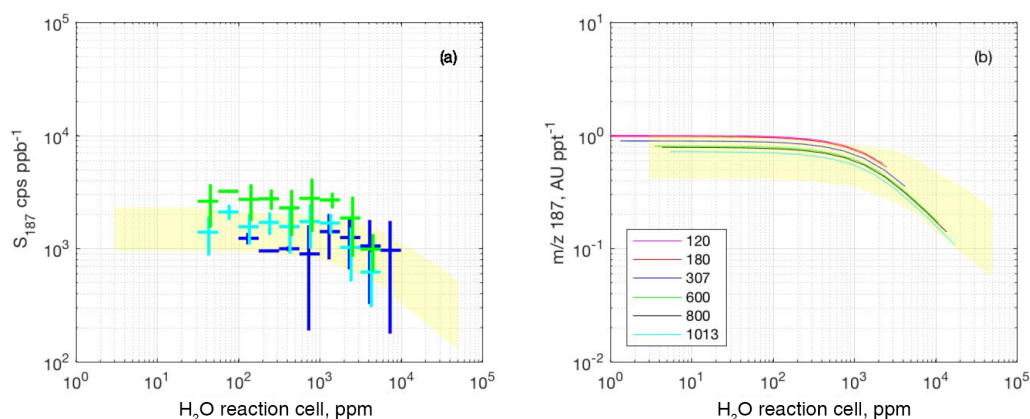 10⁵
10⁴
10³
10²
S₁₈₇ cps ppb⁻¹
(a)
10⁰ 10¹ 10² 10³ 10⁴ 10⁵
H₂O reaction cell, ppm
10¹
10⁰
10⁻¹
10⁻²
m/z 187, AU ppt⁻¹
(b)
120
180
307
600
800
1013
10⁰ 10¹ 10² 10³ 10⁴ 10⁵
H₂O reaction cell, ppm